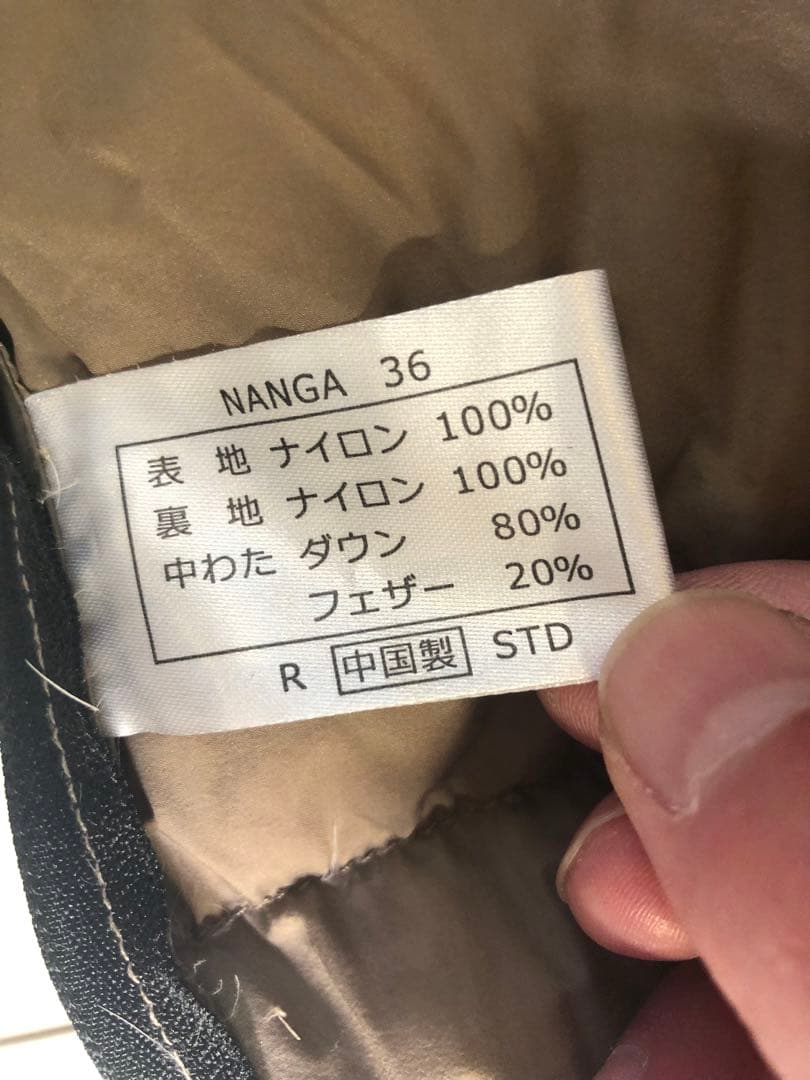 NANGA 36
表 地 ナイロン 100%
裏 地 ナイロン 100%
中わた ダウン 80%
フェザー 20%
R 中国製 STD